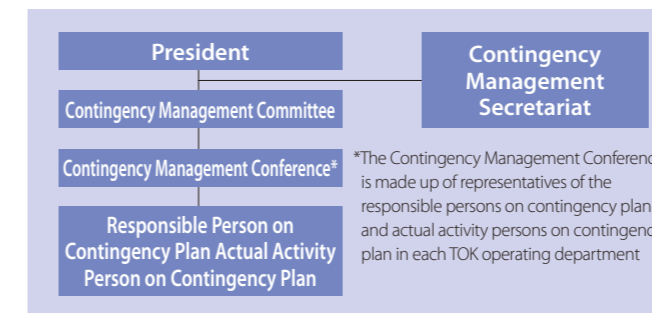 President
Contingency
Management
Secretariat
Contingency Management Committee
Contingency Management Conference*
*The Contingency Management Conferenc
is made up of representatives of the
responsible persons on contingency plan
and actual activity persons on contingenc
plan in each TOK operating department
Responsible Person on
Contingency Plan Actual Activity
Person on Contingency Plan